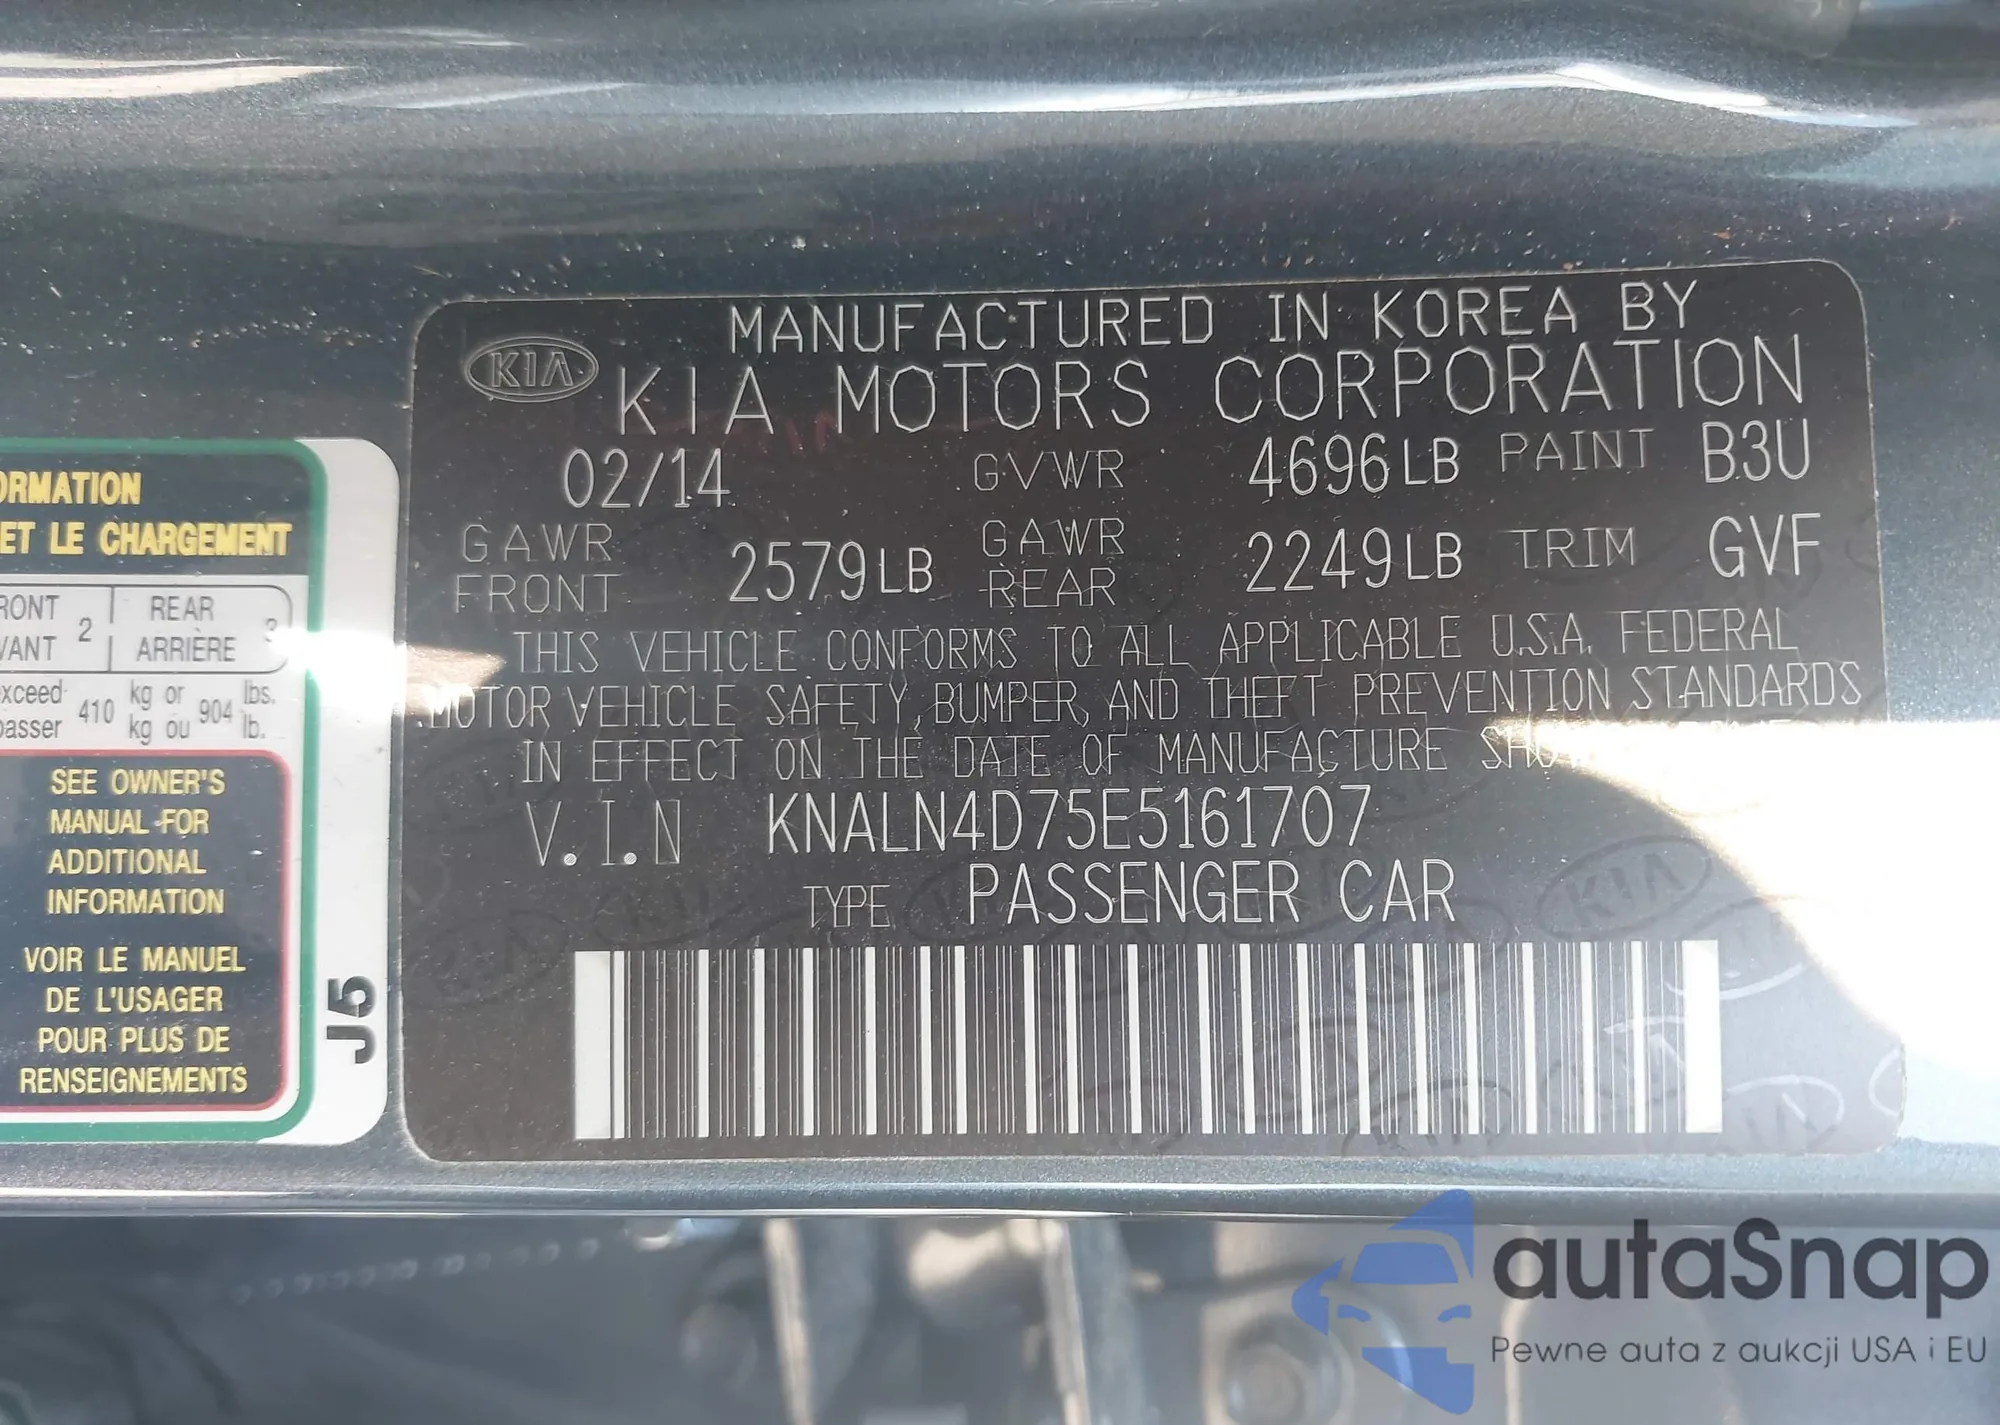 ORMATION
ET LE CHARGEMENT
RONT 2 REAR 3
VANT ARRIÈRE
xceed 410 kg or 904 lbs.
passer kg ou lb.
SEE OWNER'S
MANUAL FOR
ADDITIONAL
INFORMATION
VOIR LE MANUEL
DE L'USAGER
POUR PLUS DE
RENSEIGNEMENTS
J5
MANUFACTURED IN KOREA BY
KIA KIA MOTORS CORPORATION
02/14 GVWR 4696LB PAINT B3U
GAWR FRONT 2579LB GAWR REAR 2249LB TRIM GVF
THIS VEHICLE CONFORMS TO ALL APPLICABLE U.S.A. FEDERAL
MOTOR VEHICLE SAFETY, BUMPER, AND THEFT PREVENTION STANDARDS
IN EFFECT ON THE DATE OF MANUFACTURE
V.I.N KNALN4D75E5161707
TYPE PASSENGER CAR
autaSnap
Pewne auta z aukcji USA i EU